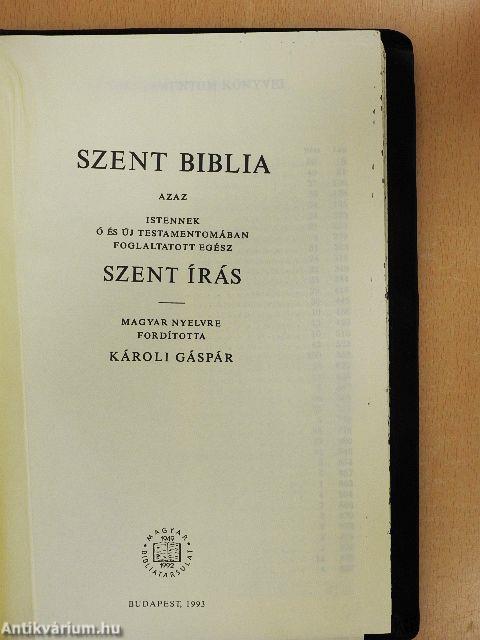 SZENT BIBLIA
AZAZ
ISTENNEK
Ó ÉS ÚJ TESTAMENTOMÁBAN
FOGLALTATOTT EGÉSZ
SZENT ÍRÁS
MAGYAR NYELVRE
FORDÍTOTTA
KÁROLI GÁSPÁR
MAGYAR
1949
1992
BIBLIATÁRSULAT
BUDAPEST, 1993
Antikvárium.hu